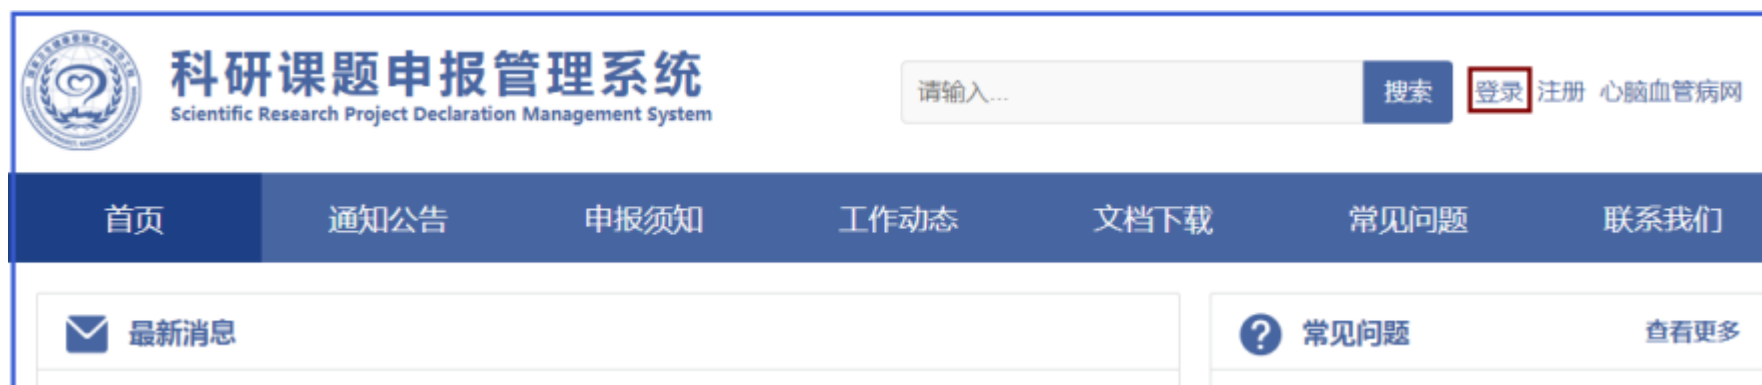 科研课题申报管理系统
Scientific Research Project Declaration Management System
请输入... 搜索 登录 注册 心脑血管病网
首页 通知公告 申报须知 工作动态 文档下载 常见问题 联系我们
最新消息
常见问题 查看更多